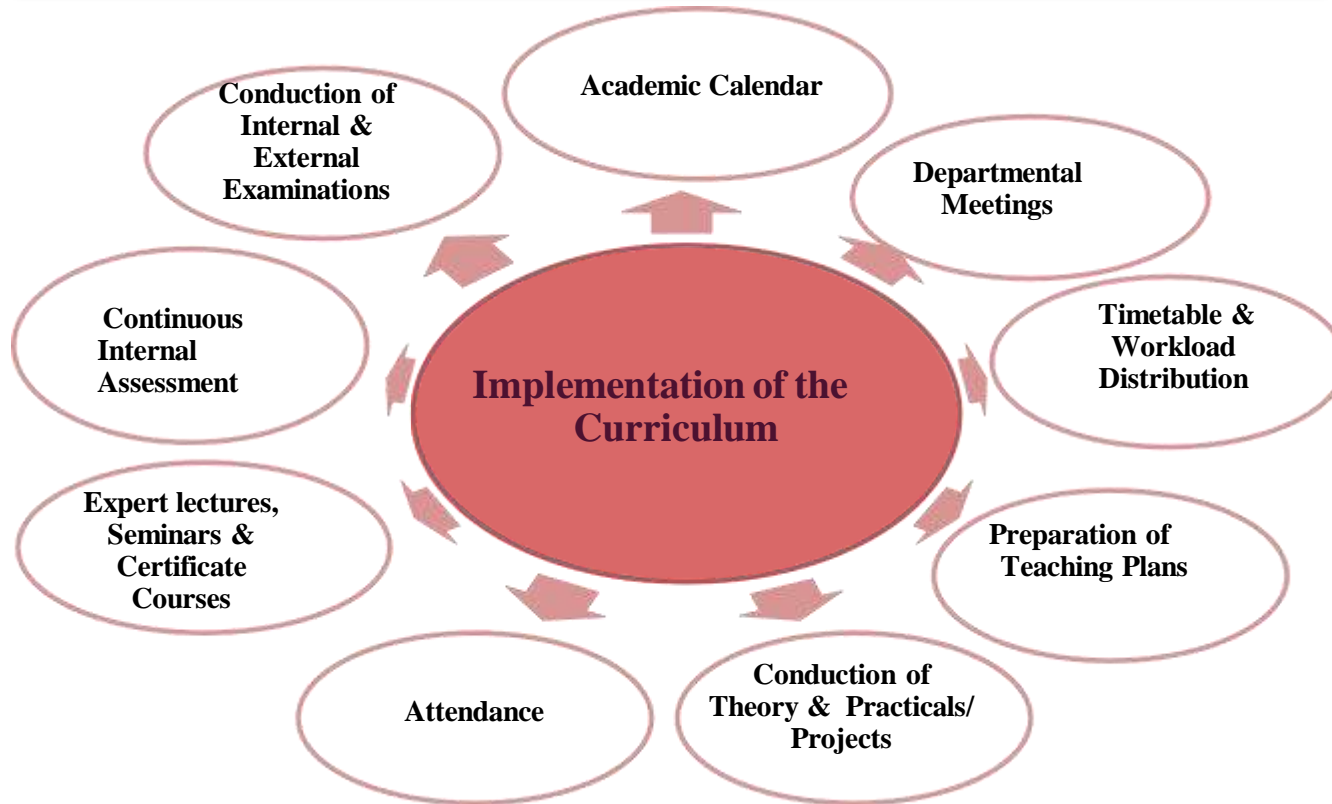 Academic Calendar
Departmental
Meetings
Timetable &
Workload
Distribution
Preparation of
Teaching Plans
Conduction of
Theory & Practicals/
Projects
Attendance
Expert lectures,
Seminars &
Certificate
Courses
Continuous
Internal
Assessment
Conduction of
Internal &
External
Examinations
Implementation of the
Curriculum